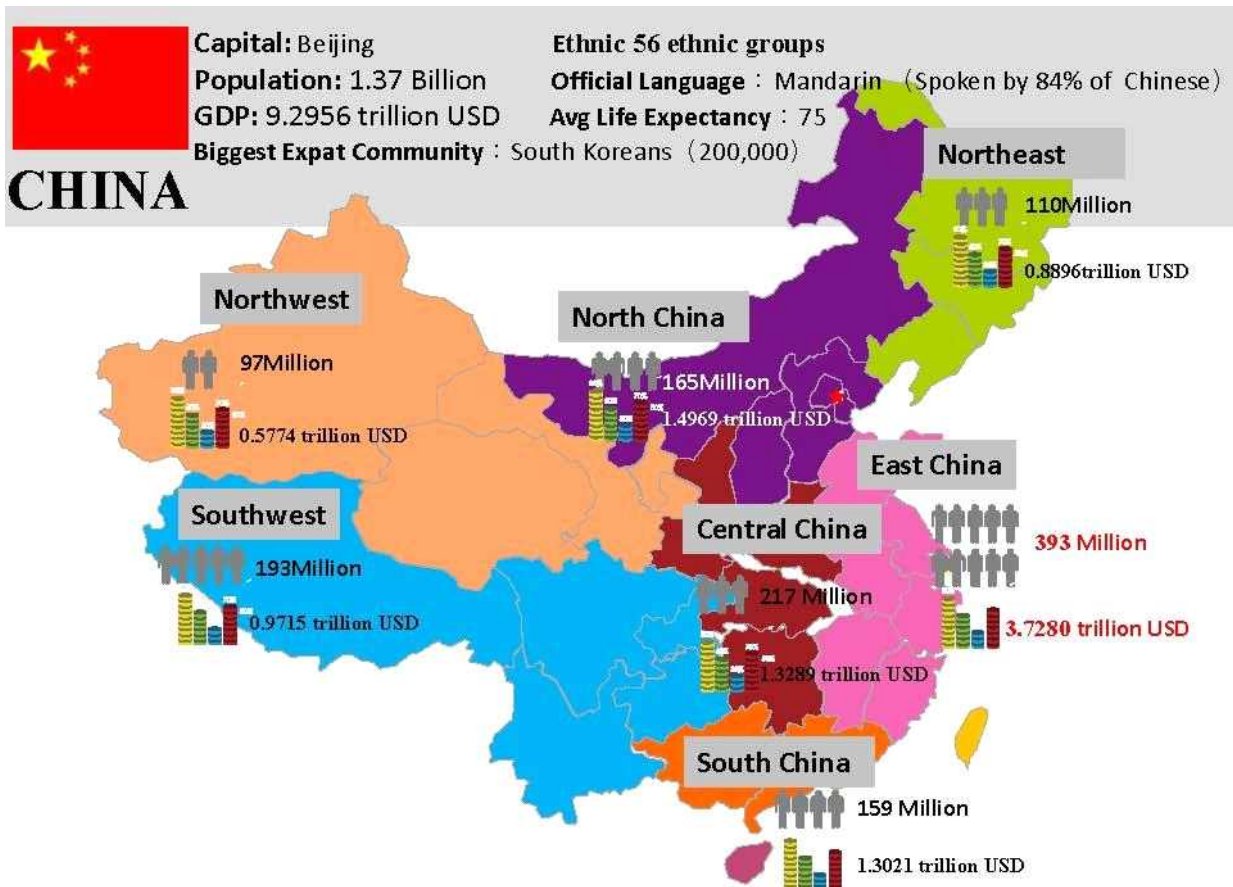 Capital: Beijing
Ethnic 56 ethnic groups
Population: 1.37 Billion
Official Language：Mandarin （Spoken by 84% of Chinese）
GDP: 9.2956 trillion USD
Avg Life Expectancy：75
Biggest Expat Community：South Koreans（200,000）
CHINA
Northeast
110Million
0.8896trillion USD
Northwest
97Million
0.5774 trillion USD
North China
165Million
1.4969 trillion USD
East China
393 Million
3.7280 trillion USD
Southwest
193Million
0.9715 trillion USD
Central China
217 Million
1.3289 trillion USD
South China
159 Million
1.3021 trillion USD